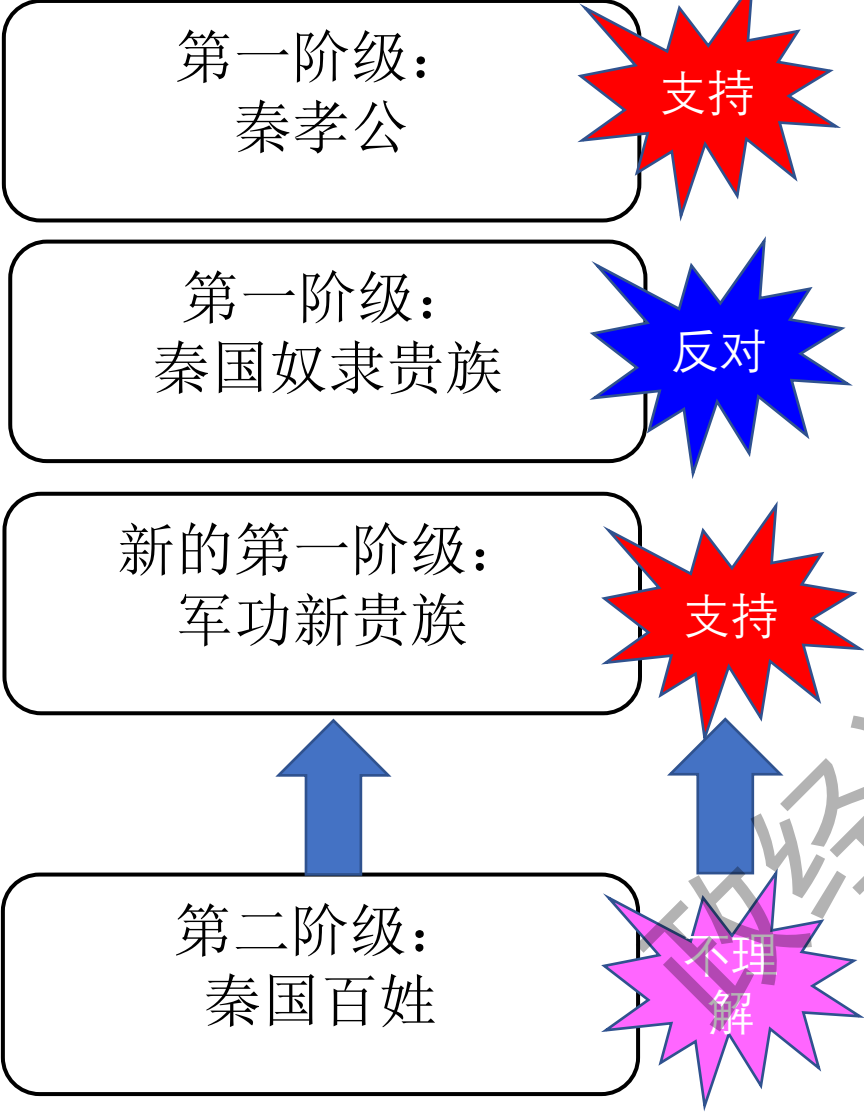 第一阶级：
秦孝公
支持
第一阶级：
秦国奴隶贵族
反对
新的第一阶级：
军功新贵族
支持
第二阶级：
秦国百姓
不理
解
政经